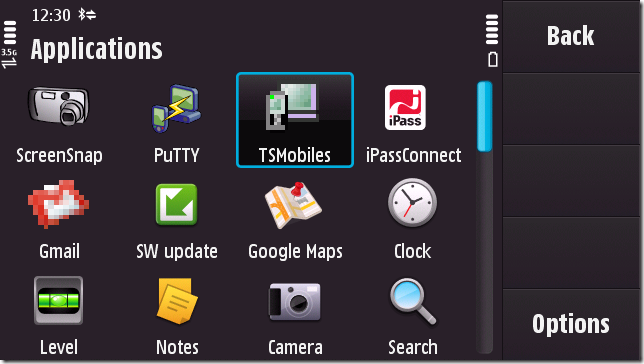 12:30
3.5G
Applications
Back
iPass
ScreenSnap PuTTY TSMobiles iPassConnect
Gmail SW update Google Maps Clock
Level Notes Camera Search
Options